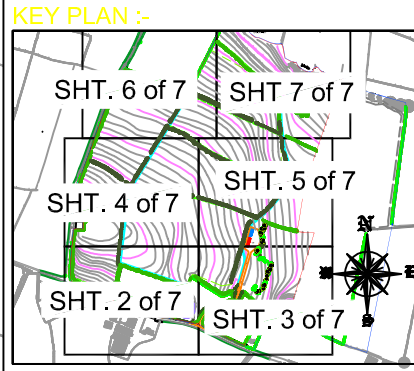 KEY PLAN :-
SHT. 6 of 7
SHT 7 of 7
SHT. 5 of 7
SHT. 4 of 7
N
E
S
SHT. 2 of 7
SHT. 3 of 7